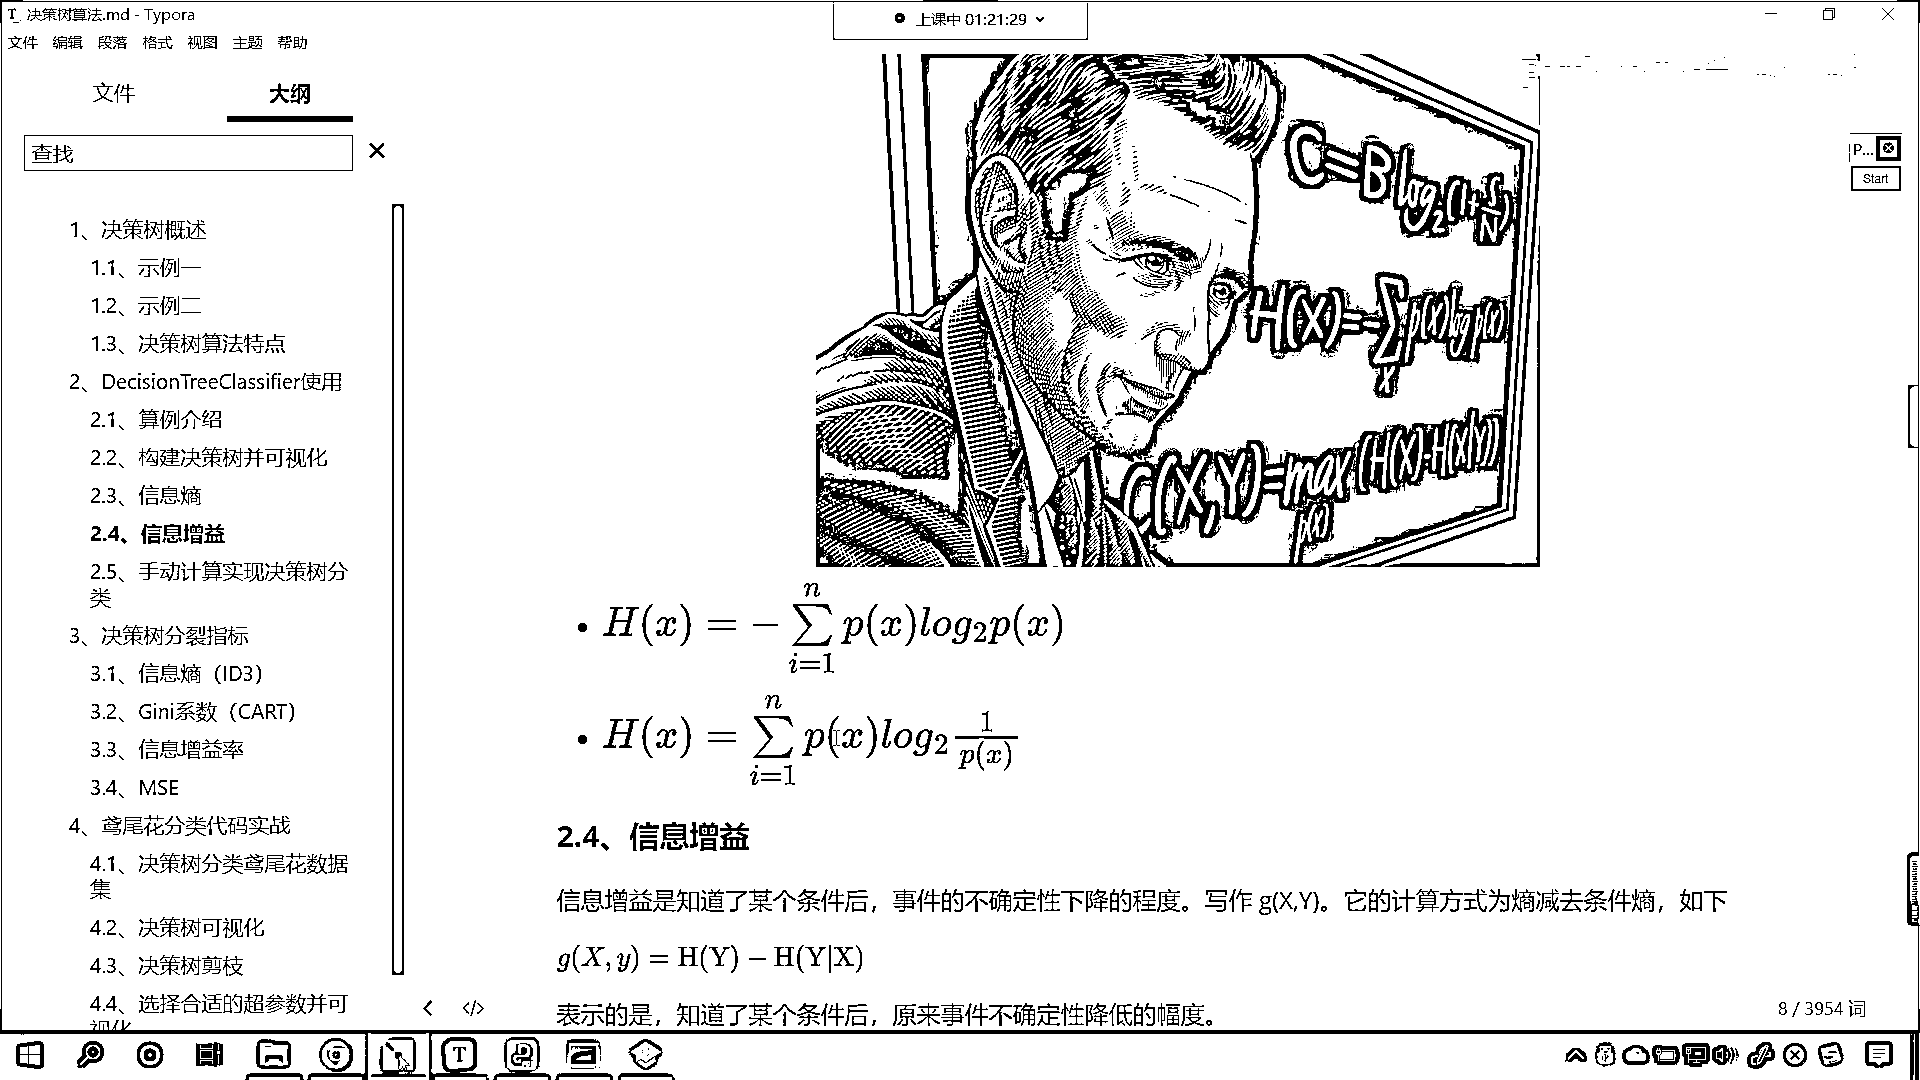 决策树算法.md - Typora
上课中 01:21:29
文件 编辑 段落 格式 视图 主题 帮助
文件 大纲
查找
1、决策树概述
1.1、示例一
1.2、示例二
1.3、决策树算法特点
2、DecisionTreeClassifier使用
2.1、算例介绍
2.2、构建决策树并可视化
2.3、信息熵
2.4、信息增益
2.5、手动计算实现决策树分
类
3、决策树分裂指标
3.1、信息熵（ID3）
3.2、Gini系数（CART）
3.3、信息增益率
3.4、MSE
4、鸢尾花分类代码实战
4.1、决策树分类鸢尾花数据
集
4.2、决策树可视化
4.3、决策树剪枝
4.4、选择合适的超参数并可
视化
C=Blog₂(1+S/N)
H(X)=-∑p(x)logp(x)
x
C(X,Y)=max(H(X)-H(X|Y))
p(x)
H(x) = −∑_{i=1}^{n} p(x)log₂p(x)
H(x) = ∑_{i=1}^{n} p(x)log₂ 1/p(x)
2.4、信息增益
信息增益是知道了某个条件后，事件的不确定性下降的程度。写作 g(X,Y)。它的计算方式为熵减去条件熵，如下
g(X, y) = H(Y) − H(Y|X)
表示的是，知道了某个条件后，原来事件不确定性降低的幅度。
P...
Start
8 / 3954 词